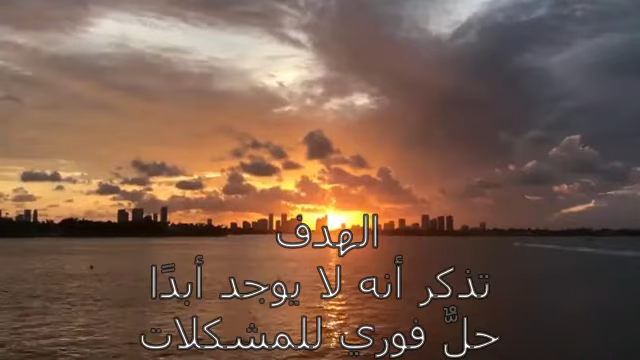 الهدف
تذكر أنه لا يوجد أبدًا
حلٌّ فوري للمشكلات